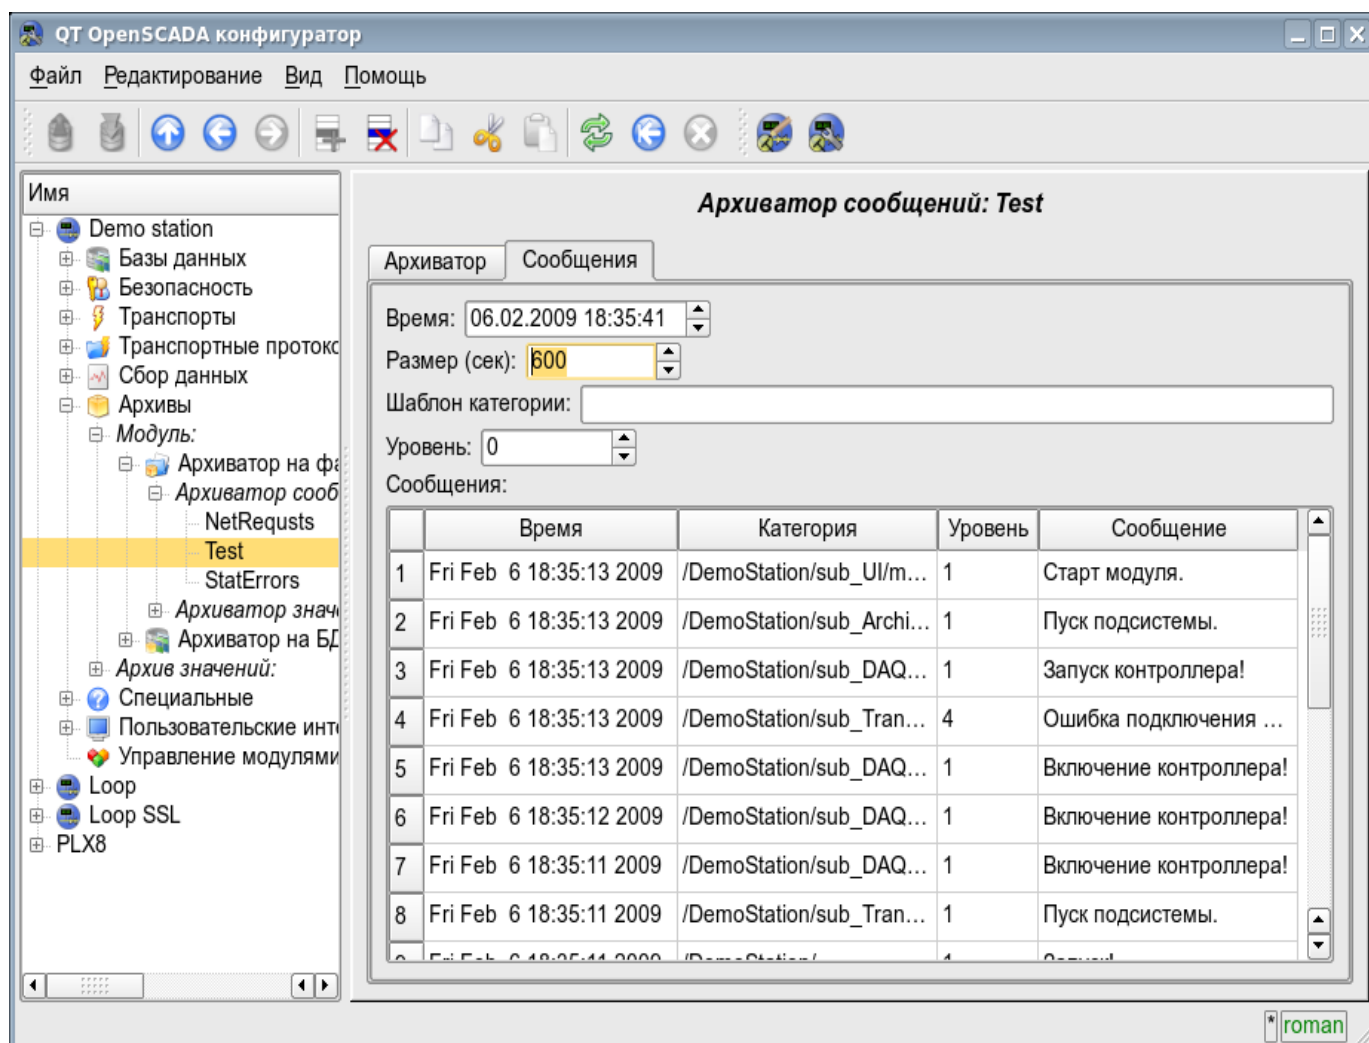 QT OpenSCADA конфигуратор
Файл Редактирование Вид Помощь
Имя
Demo station
Базы данных
Безопасность
Транспорты
Транспортные протоко
Сбор данных
Архивы
Модуль:
Архиватор на фа
Архиватор сооб
NetRequsts
Test
StatErrors
Архиватор знач
Архиватор на БД
Архив значений:
Специальные
Пользовательские инт
Управление модулями
Loop
Loop SSL
PLX8
Архиватор сообщений: Test
Архиватор Сообщения
Время: 06.02.2009 18:35:41
Размер (сек): 600
Шаблон категории:
Уровень: 0
Сообщения:
Время Категория Уровень Сообщение
1 Fri Feb 6 18:35:13 2009 /DemoStation/sub_UI/m... 1 Старт модуля.
2 Fri Feb 6 18:35:13 2009 /DemoStation/sub_Archi... 1 Пуск подсистемы.
3 Fri Feb 6 18:35:13 2009 /DemoStation/sub_DAQ... 1 Запуск контроллера!
4 Fri Feb 6 18:35:13 2009 /DemoStation/sub_Tran... 4 Ошибка подключения ...
5 Fri Feb 6 18:35:13 2009 /DemoStation/sub_DAQ... 1 Включение контроллера!
6 Fri Feb 6 18:35:12 2009 /DemoStation/sub_DAQ... 1 Включение контроллера!
7 Fri Feb 6 18:35:11 2009 /DemoStation/sub_DAQ... 1 Включение контроллера!
8 Fri Feb 6 18:35:11 2009 /DemoStation/sub_Tran... 1 Пуск подсистемы.
* roman